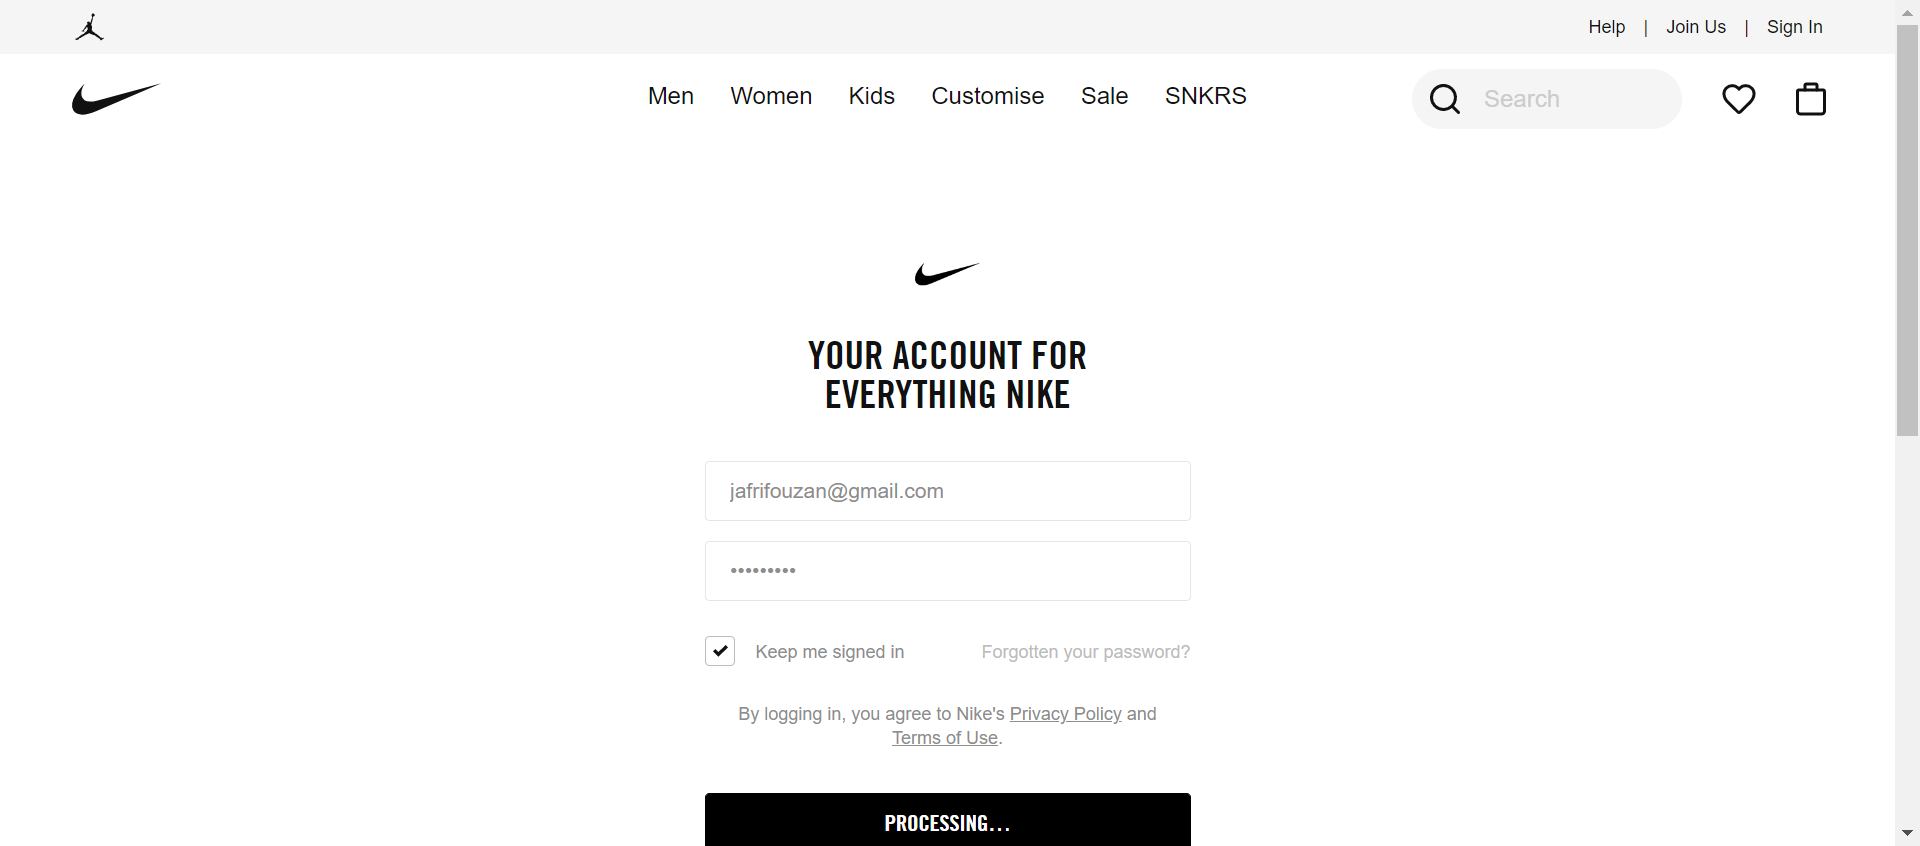 Help | Join Us | Sign In
Men Women Kids Customise Sale SNKRS
Search
YOUR ACCOUNT FOR
EVERYTHING NIKE
jafrifouzan@gmail.com
•••••••••
Keep me signed in
Forgotten your password?
By logging in, you agree to Nike's Privacy Policy and
Terms of Use.
PROCESSING...